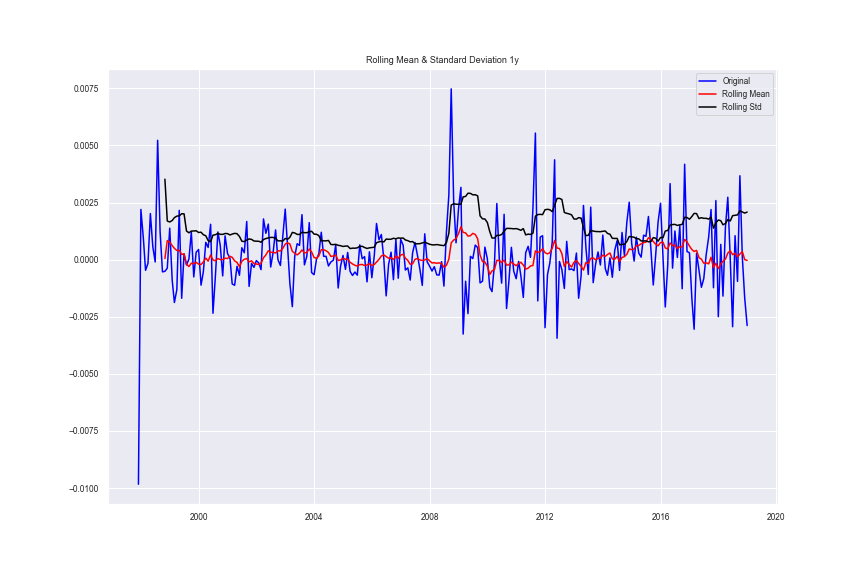 Rolling Mean & Standard Deviation 1y
Original
Rolling Mean
Rolling Std
0.0075
0.0050
0.0025
0.0000
−0.0025
−0.0050
−0.0075
−0.0100
2000 2004 2008 2012 2016 2020